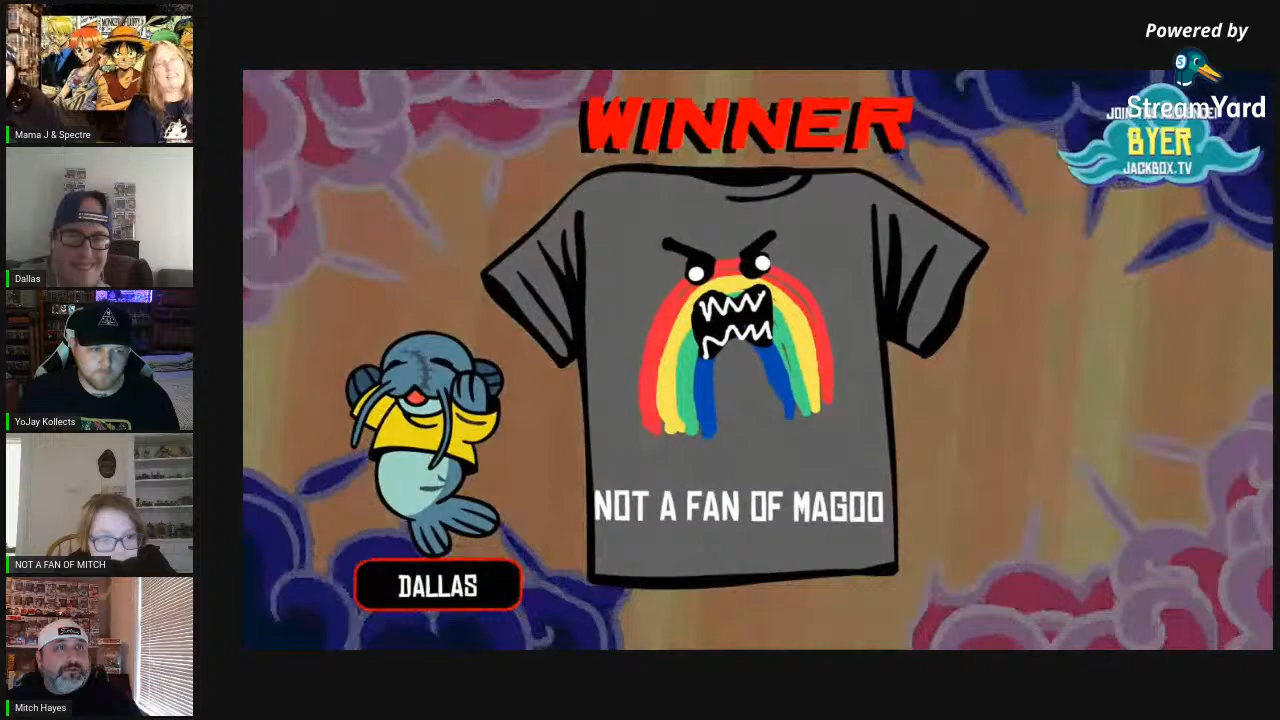 Mama J & Spectre
Dallas
YoJay Kollects
NOT A FAN OF MITCH
Mitch Hayes
WINNER
NOT A FAN OF MAGOO
DALLAS
Powered by
StreamYard
BYER
JACKBOX.TV